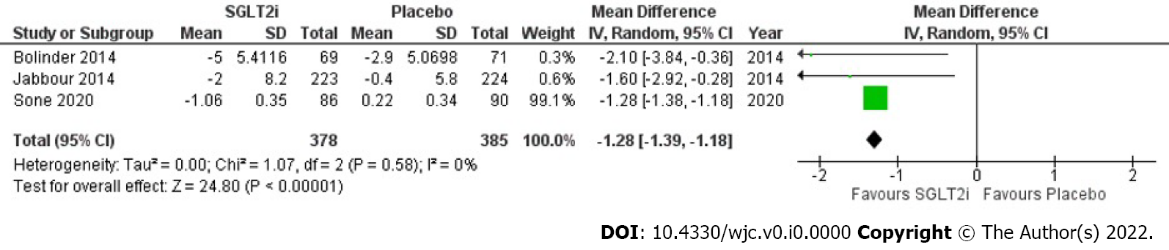 SGLT2i Placebo Mean Difference Mean Difference
Study or Subgroup Mean SD Total Mean SD Total Weight IV, Random, 95% CI Year IV, Random, 95% CI
Bolinder 2014 -5 5.4116 69 -2.9 5.0698 71 0.3% -2.10 [-3.84, -0.36] 2014
Jabbour 2014 -2 8.2 223 -0.4 5.8 224 0.6% -1.60 [-2.92, -0.28] 2014
Sone 2020 -1.06 0.35 86 0.22 0.34 90 99.1% -1.28 [-1.38, -1.18] 2020
Total (95% CI) 378 385 100.0% -1.28 [-1.39, -1.18]
Heterogeneity: Tau² = 0.00; Chi² = 1.07, df = 2 (P = 0.58); I² = 0%
Test for overall effect: Z = 24.80 (P < 0.00001)
-2 -1 0 1 2
Favours SGLT2i Favours Placebo
DOI: 10.4330/wjc.v0.i0.0000 Copyright © The Author(s) 2022.